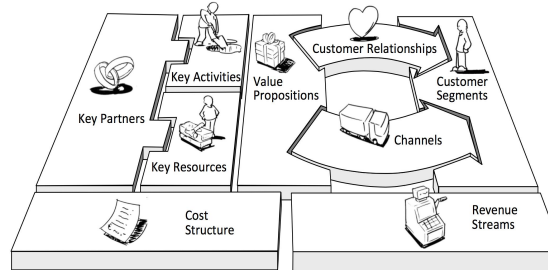 Key Partners
Key Activities
Key Resources
Value
Propositions
Customer Relationships
Channels
Customer
Segments
Cost
Structure
Revenue
Streams